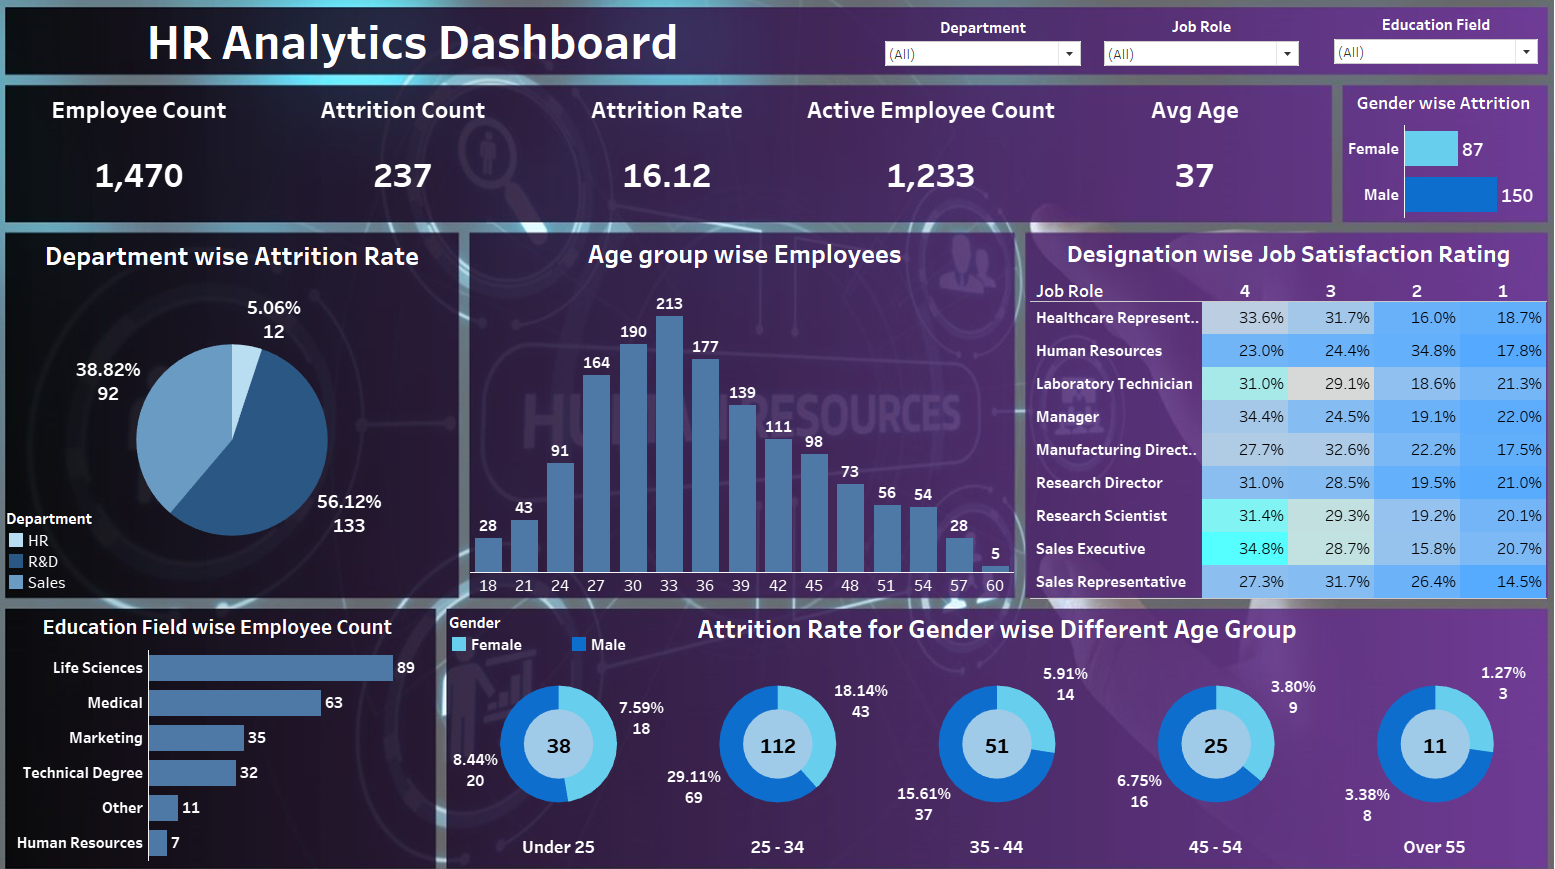 HR Analytics Dashboard
Department
(All)
Job Role
(All)
Education Field
(All)
Employee Count
1,470
Attrition Count
237
Attrition Rate
16.12
Active Employee Count
1,233
Avg Age
37
Gender wise Attrition
Female 87
Male 150
Department wise Attrition Rate
5.06%
12
38.82%
92
56.12%
133
Department
HR
R&D
Sales
Age group wise Employees
HUMAN RESOURCES
28 43 91 164 190 213 177 139 111 98 73 56 54 28 5
18 21 24 27 30 33 36 39 42 45 48 51 54 57 60
Designation wise Job Satisfaction Rating
Job Role 4 3 2 1
Healthcare Represent.. 33.6% 31.7% 16.0% 18.7%
Human Resources 23.0% 24.4% 34.8% 17.8%
Laboratory Technician 31.0% 29.1% 18.6% 21.3%
Manager 34.4% 24.5% 19.1% 22.0%
Manufacturing Direct.. 27.7% 32.6% 22.2% 17.5%
Research Director 31.0% 28.5% 19.5% 21.0%
Research Scientist 31.4% 29.3% 19.2% 20.1%
Sales Executive 34.8% 28.7% 15.8% 20.7%
Sales Representative 27.3% 31.7% 26.4% 14.5%
Education Field wise Employee Count
Life Sciences 89
Medical 63
Marketing 35
Technical Degree 32
Other 11
Human Resources 7
Gender
Female
Male
Attrition Rate for Gender wise Different Age Group
7.59%
18
38
8.44%
20
Under 25
18.14%
43
112
29.11%
69
25 - 34
5.91%
14
51
15.61%
37
35 - 44
3.80%
9
25
6.75%
16
45 - 54
1.27%
3
11
3.38%
8
Over 55